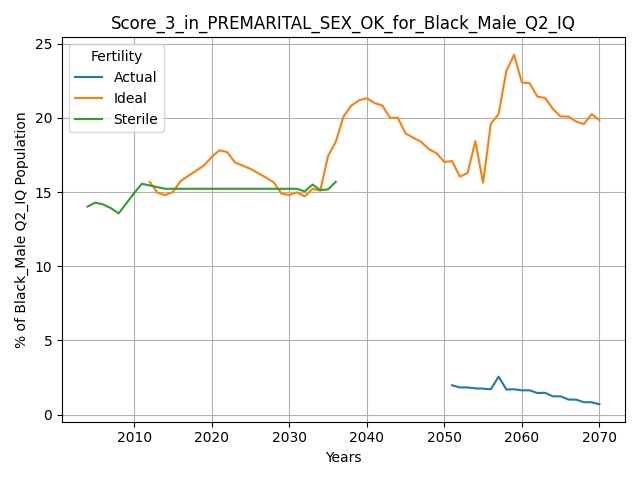 Score_3_in_PREMARITAL_SEX_OK_for_Black_Male_Q2_IQ
Fertility
Actual
Ideal
Sterile
% of Black_Male Q2_IQ Population
25
20
15
10
5
0
2010 2020 2030 2040 2050 2060 2070
Years